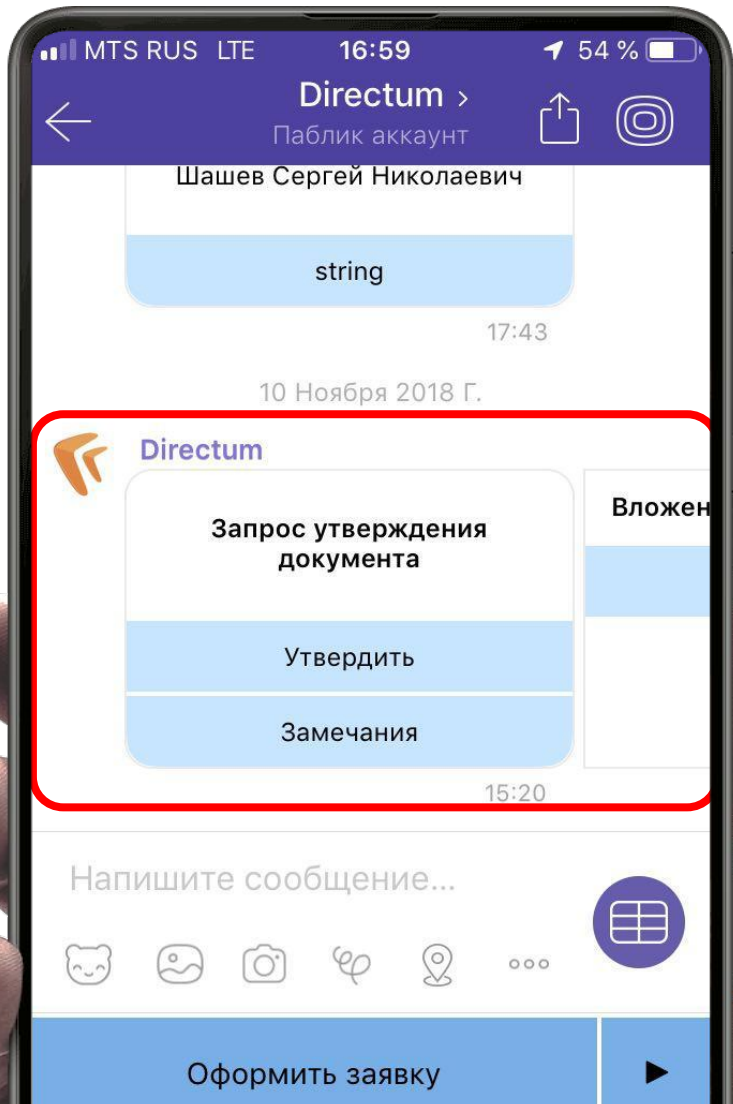 MTS RUS LTE 16:59 54 %
Directum >
Паблик аккаунт
Шашев Сергей Николаевич
string
17:43
10 Ноября 2018 Г.
Directum
Запрос утверждения
документа
Вложен
Утвердить
Замечания
15:20
Напишите сообщение...
Оформить заявку